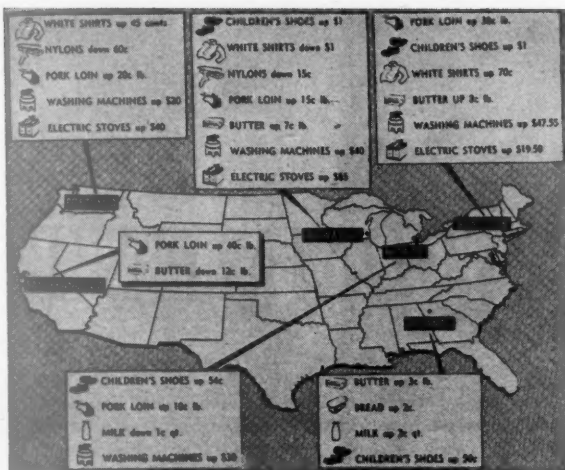 WHITE SHIRTS up 45 cents
NYLONS down 60c
PORK LOIN up 20c lb.
WASHING MACHINES up $20
ELECTRIC STOVES up $40
CHILDREN'S SHOES up $1
WHITE SHIRTS down $1
NYLONS down 15c
PORK LOIN up 15c lb.
BUTTER up 7c lb.
WASHING MACHINES up $40
ELECTRIC STOVES up $65
PORK LOIN up 30c lb.
CHILDREN'S SHOES up $1
WHITE SHIRTS up 70c
BUTTER UP 3c lb.
WASHING MACHINES up $47.55
ELECTRIC STOVES up $19.50
PORK LOIN up 40c lb.
BUTTER down 12c lb.
CHILDREN'S SHOES up 54c
PORK LOIN up 10c lb.
MILK down 1c qt.
WASHING MACHINES up $30
BUTTER up 3c lb.
BREAD up 2c
MILK up 2c qt.
CHILDREN'S SHOES up 50c